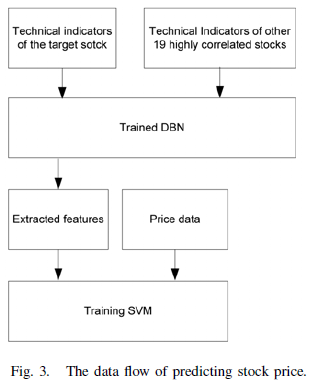 Technical indicators
of the target sotck
Technical Indicators of other
19 highly correlated stocks
Trained DBN
Extracted features
Price data
Training SVM
Fig. 3. The data flow of predicting stock price.